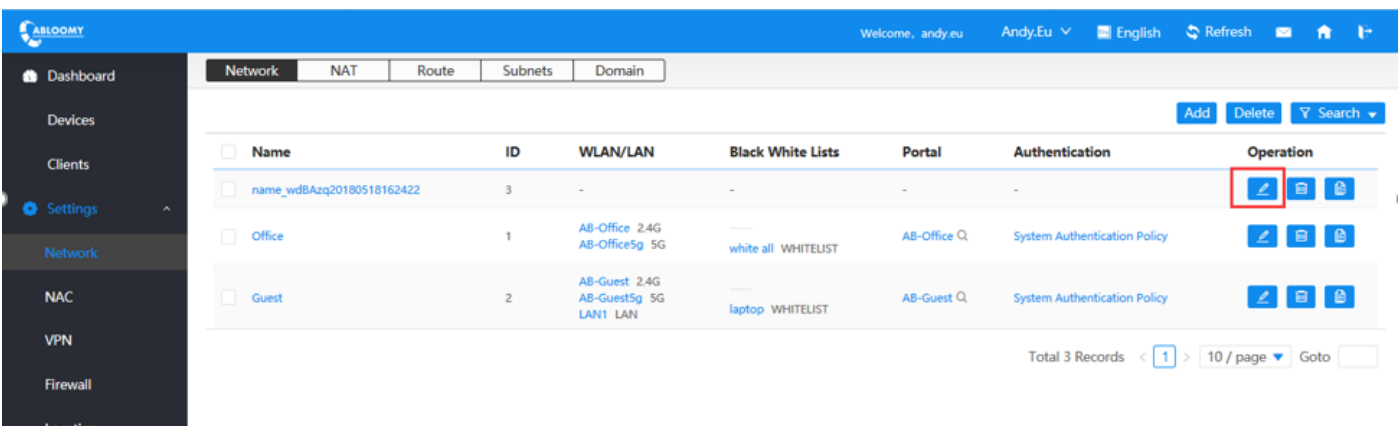 ABLOOMY
Welcome, andy.eu Andy.Eu English Refresh
Dashboard
Devices
Clients
Settings
Network
NAC
VPN
Firewall
Network NAT Route Subnets Domain
Add Delete Search
Name ID WLAN/LAN Black White Lists Portal Authentication Operation
name_wdBAzq20180518162422 3 - - - -
Office 1 AB-Office 2.4G
AB-Office5g 5G
white all WHITELIST AB-Office System Authentication Policy
Guest 2 AB-Guest 2.4G
AB-Guest5g 5G
LAN1 LAN
laptop WHITELIST AB-Guest System Authentication Policy
Total 3 Records < 1 > 10 / page Goto